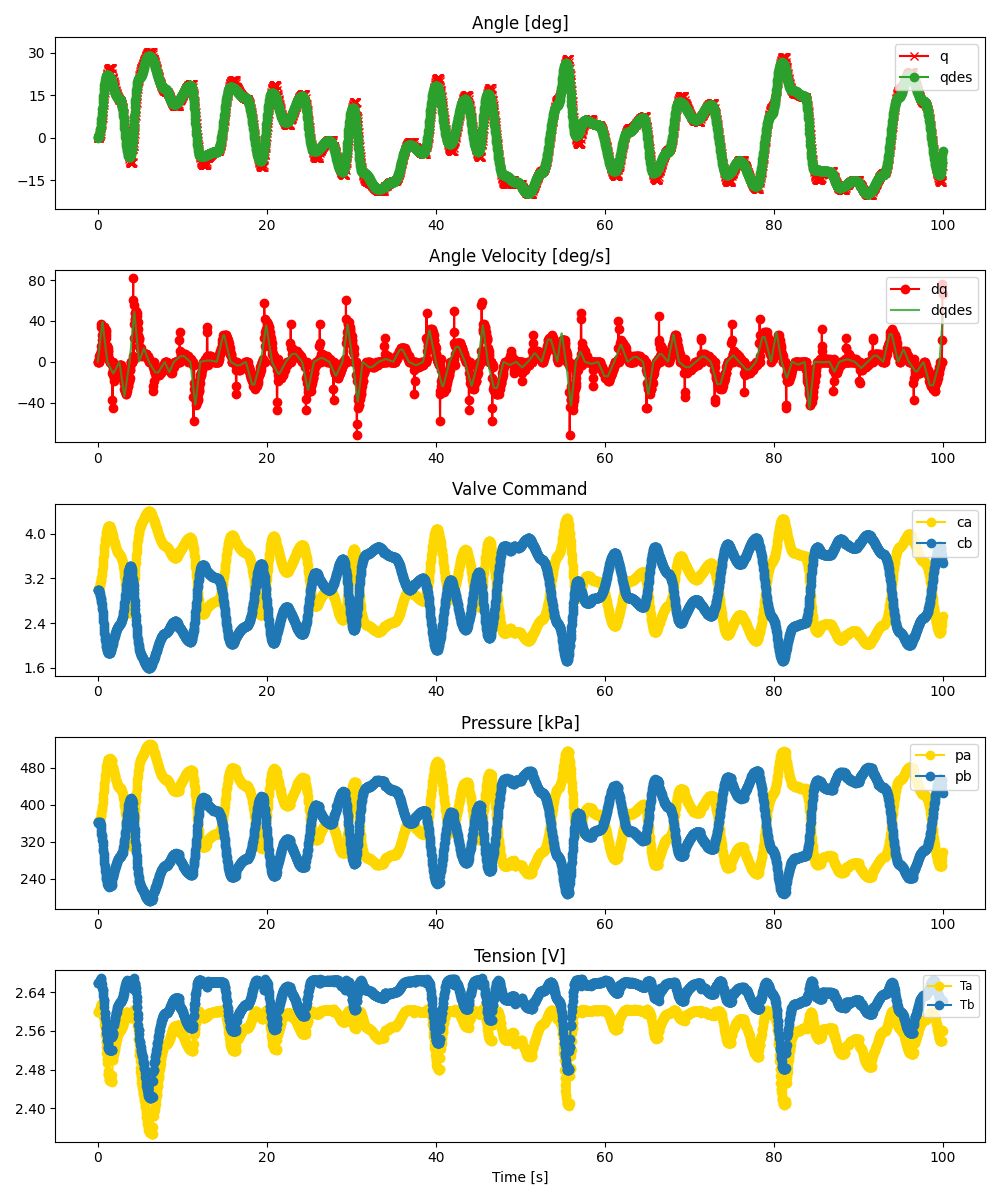 Angle [deg]
30
15
0
−15
q
qdes
0 20 40 60 80 100
Angle Velocity [deg/s]
80
40
0
−40
dq
dqdes
0 20 40 60 80 100
Valve Command
4.0
3.2
2.4
1.6
ca
cb
0 20 40 60 80 100
Pressure [kPa]
480
400
320
240
pa
pb
0 20 40 60 80 100
Tension [V]
2.64
2.56
2.48
2.40
Ta
Tb
0 20 40 60 80 100
Time [s]